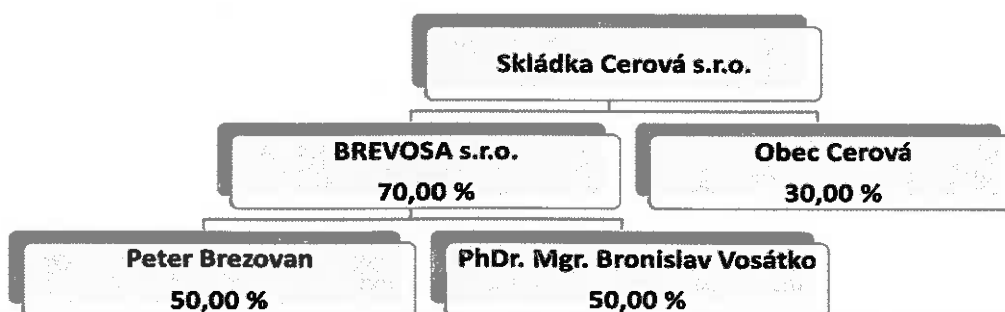 Skládka Cerová s.r.o.
BREVOSA s.r.o.
70,00 %
Obec Cerová
30,00 %
Peter Brezovan
50,00 %
PhDr. Mgr. Bronislav Vosátko
50,00 %